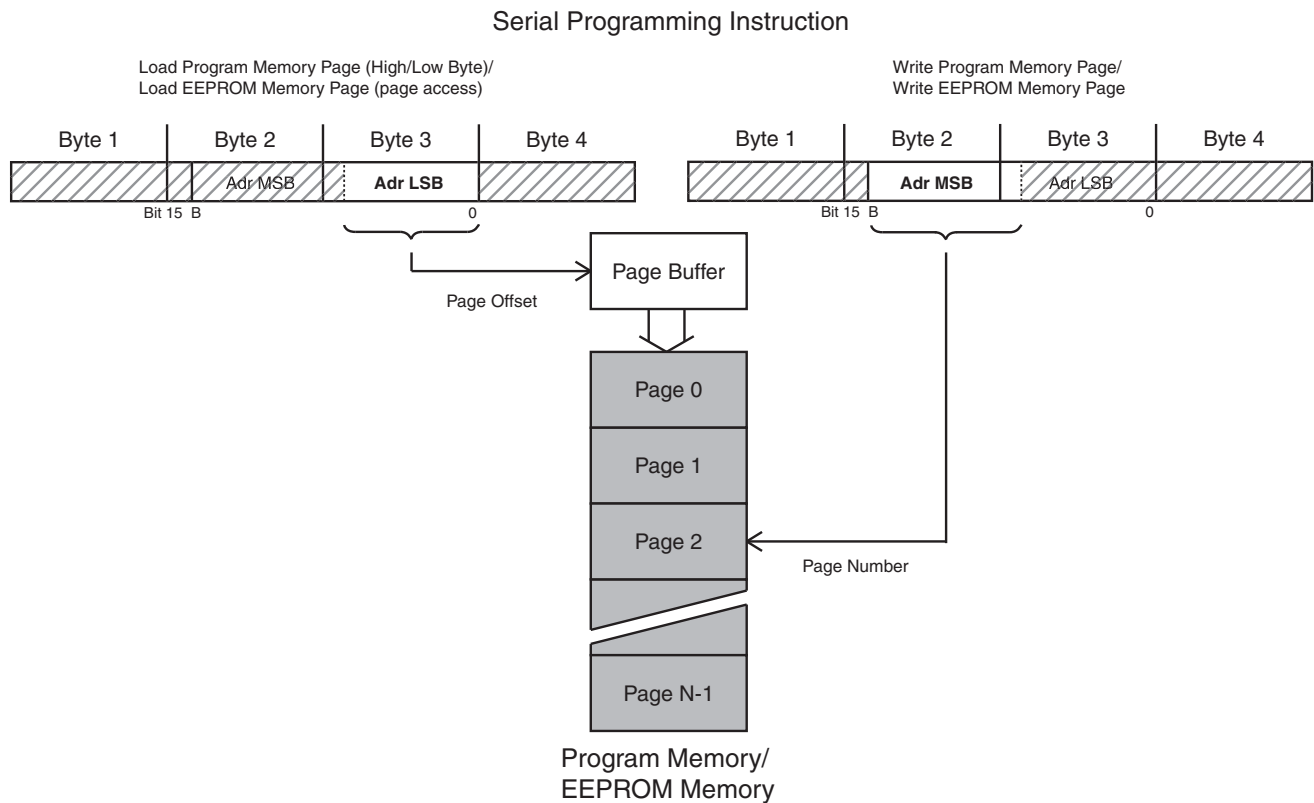 Serial Programming Instruction
Load Program Memory Page (High/Low Byte)/
Load EEPROM Memory Page (page access)
Write Program Memory Page/
Write EEPROM Memory Page
Byte 1
Byte 2
Byte 3
Byte 4
Byte 1
Byte 2
Byte 3
Byte 4
Adr MSB
Adr LSB
Adr MSB
Adr LSB
Bit 15 B
0
Bit 15 B
0
Page Buffer
Page Offset
Page 0
Page 1
Page 2
Page Number
Page N-1
Program Memory/
EEPROM Memory